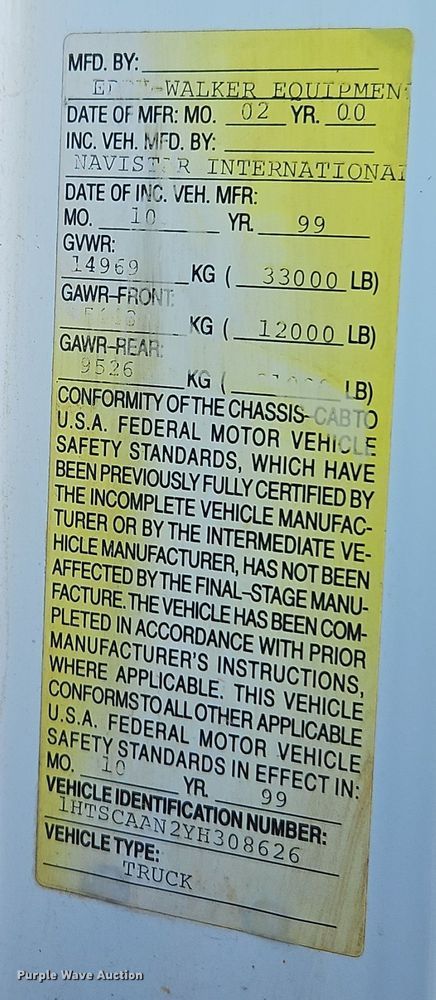 MFD. BY:
WALKER EQUIPMEN
DATE OF MFR: MO. 02 YR. 00
INC. VEH. MFD. BY:
INTERNATIONAL
DATE OF INC. VEH. MFR:
MO. 10 YR. 99
GVWR:
14969 KG ( 33000 LB)
GAWR-FRONT:
KG ( 12000 LB)
GAWR-REAR:
9526 KG ( LB)
CONFORMITY OF THE CHASSIS-CAB TO
U.S.A. FEDERAL MOTOR VEHICLE
SAFETY STANDARDS, WHICH HAVE
BEEN PREVIOUSLY FULLY CERTIFIED BY
THE INCOMPLETE VEHICLE MANUFAC-
TURER OR BY THE INTERMEDIATE VE-
HICLE MANUFACTURER, HAS NOT BEEN
AFFECTED BY THE FINAL-STAGE MANU-
FACTURE. THE VEHICLE HAS BEEN COM-
PLETED IN ACCORDANCE WITH PRIOR
MANUFACTURER'S INSTRUCTIONS,
WHERE APPLICABLE. THIS VEHICLE
CONFORMS TO ALL OTHER APPLICABLE
U.S.A. FEDERAL MOTOR VEHICLE
SAFETY STANDARDS IN EFFECT IN:
MO. 10 YR. 99
VEHICLE IDENTIFICATION NUMBER:
1HTSCAAN2YH308626
VEHICLE TYPE:
TRUCK
Purple Wave Auction